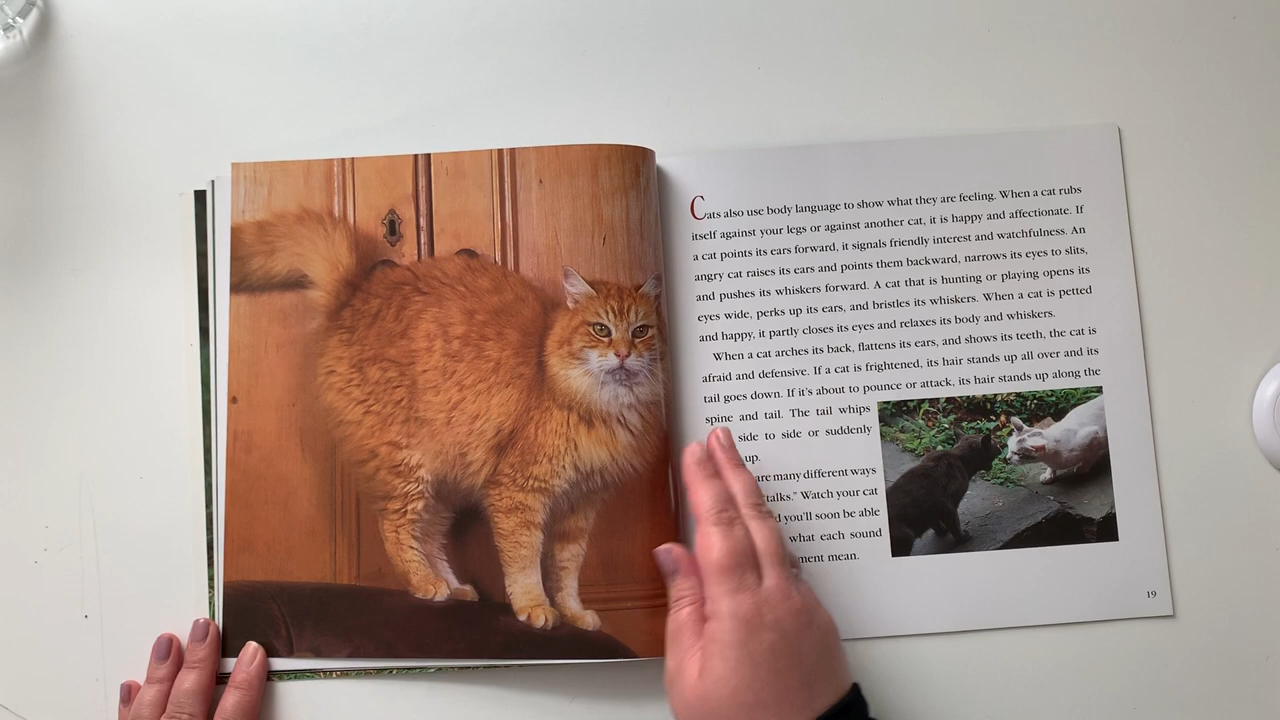 Cats also use body language to show what they are feeling. When a cat rubs
itself against your legs or against another cat, it is happy and affectionate. If
a cat points its ears forward, it signals friendly interest and watchfulness. An
angry cat raises its ears and points them backward, narrows its eyes to slits,
and pushes its whiskers forward. A cat that is hunting or playing opens its
eyes wide, perks up its ears, and bristles its whiskers. When a cat is petted
and happy, it partly closes its eyes and relaxes its body and whiskers.
When a cat arches its back, flattens its ears, and shows its teeth, the cat is
afraid and defensive. If a cat is frightened, its hair stands up all over and its
tail goes down. If it's about to pounce or attack, its hair stands up along the
spine and tail. The tail whips
side to side or suddenly
up.
are many different ways
talks." Watch your cat
you'll soon be able
what each sound
mean.
19